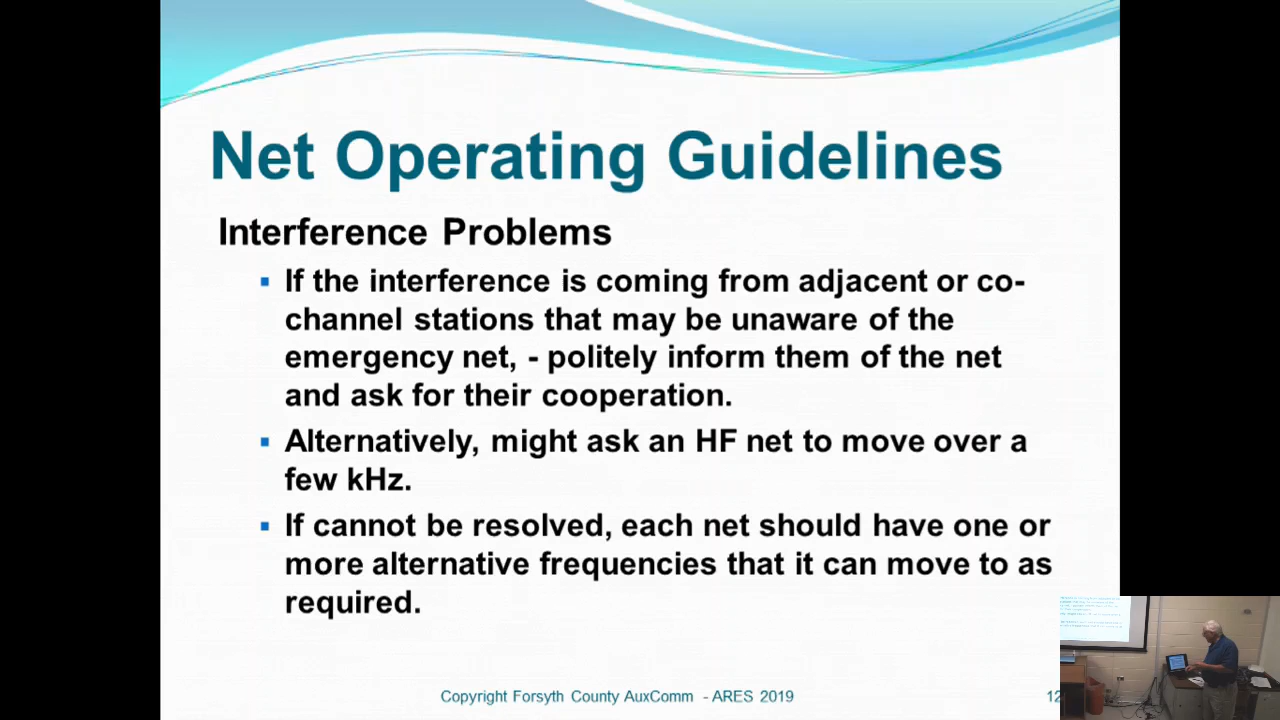 Net Operating Guidelines
Interference Problems
If the interference is coming from adjacent or co-
channel stations that may be unaware of the
emergency net, - politely inform them of the net
and ask for their cooperation.
Alternatively, might ask an HF net to move over a
few kHz.
If cannot be resolved, each net should have one or
more alternative frequencies that it can move to as
required.
Copyright Forsyth County AuxComm - ARES 2019